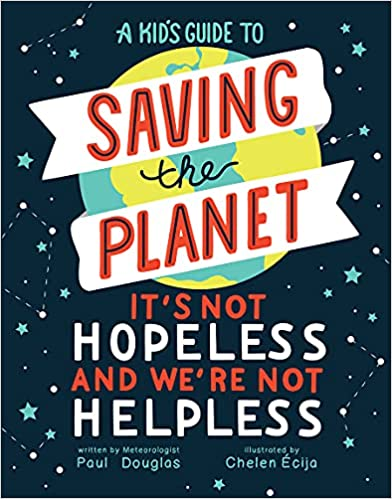 A KID'S GUIDE TO
SAVING
the
PLANET
IT'S NOT
HOPELESS
AND WE'RE NOT
HELPLESS
written by Meteorologist
Paul Douglas
illustrated by
Chelen Écija